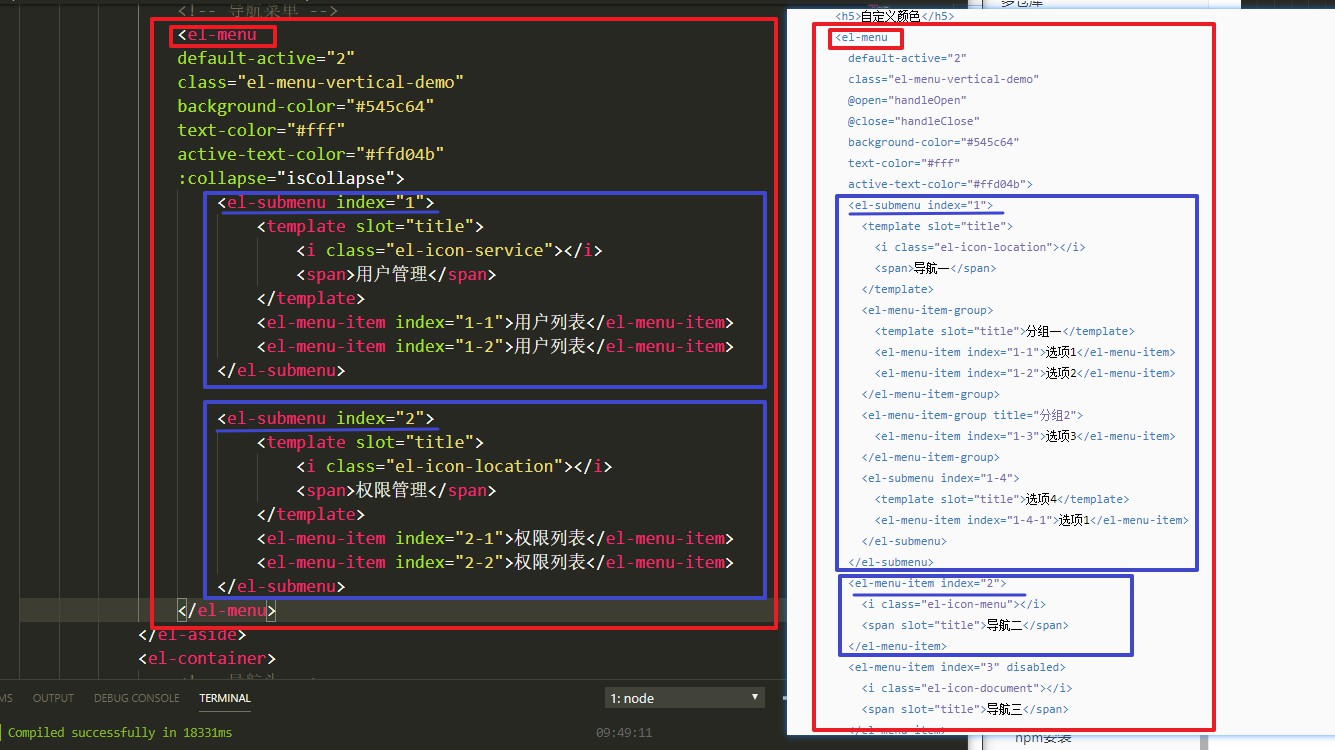 <!-- 导航菜单 -->
<el-menu
default-active="2"
class="el-menu-vertical-demo"
background-color="#545c64"
text-color="#fff"
active-text-color="#ffd04b"
:collapse="isCollapse">
<el-submenu index="1">
<template slot="title">
<i class="el-icon-service"></i>
<span>用户管理</span>
</template>
<el-menu-item index="1-1">用户列表</el-menu-item>
<el-menu-item index="1-2">用户列表</el-menu-item>
</el-submenu>
<el-submenu index="2">
<template slot="title">
<i class="el-icon-location"></i>
<span>权限管理</span>
</template>
<el-menu-item index="2-1">权限列表</el-menu-item>
<el-menu-item index="2-2">权限列表</el-menu-item>
</el-submenu>
</el-menu>
</el-aside>
<el-container>
MS OUTPUT DEBUG CONSOLE TERMINAL
1: node
Compiled successfully in 18331ms
09:49:11
<h5>自定义颜色</h5>
<el-menu
default-active="2"
class="el-menu-vertical-demo"
@open="handleOpen"
@close="handleClose"
background-color="#545c64"
text-color="#fff"
active-text-color="#ffd04b">
<el-submenu index="1">
<template slot="title">
<i class="el-icon-location"></i>
<span>导航一</span>
</template>
<el-menu-item-group>
<template slot="title">分组一</template>
<el-menu-item index="1-1">选项1</el-menu-item>
<el-menu-item index="1-2">选项2</el-menu-item>
</el-menu-item-group>
<el-menu-item-group title="分组2">
<el-menu-item index="1-3">选项3</el-menu-item>
</el-menu-item-group>
<el-submenu index="1-4">
<template slot="title">选项4</template>
<el-menu-item index="1-4-1">选项1</el-menu-item>
</el-submenu>
</el-submenu>
<el-menu-item index="2">
<i class="el-icon-menu"></i>
<span slot="title">导航二</span>
</el-menu-item>
<el-menu-item index="3" disabled>
<i class="el-icon-document"></i>
<span slot="title">导航三</span>
</el-menu-item>
npm安装